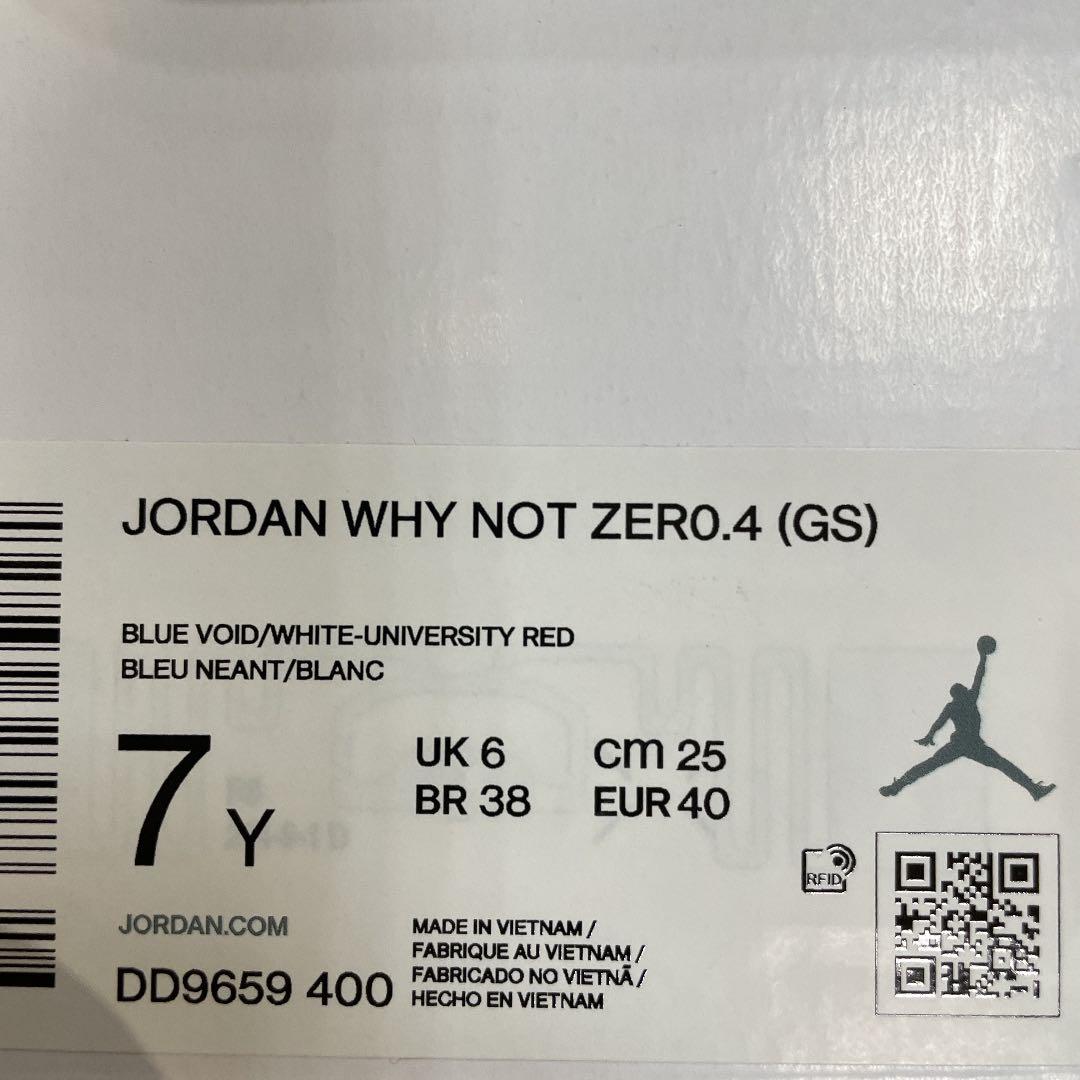 JORDAN WHY NOT ZER0.4 (GS)
BLUE VOID/WHITE-UNIVERSITY RED
BLEU NEANT/BLANC
7 Y
UK 6 cm 25
BR 38 EUR 40
RFID
JORDAN.COM
DD9659 400
MADE IN VIETNAM /
FABRIQUE AU VIETNAM /
FABRICADO NO VIETNÃ /
HECHO EN VIETNAM